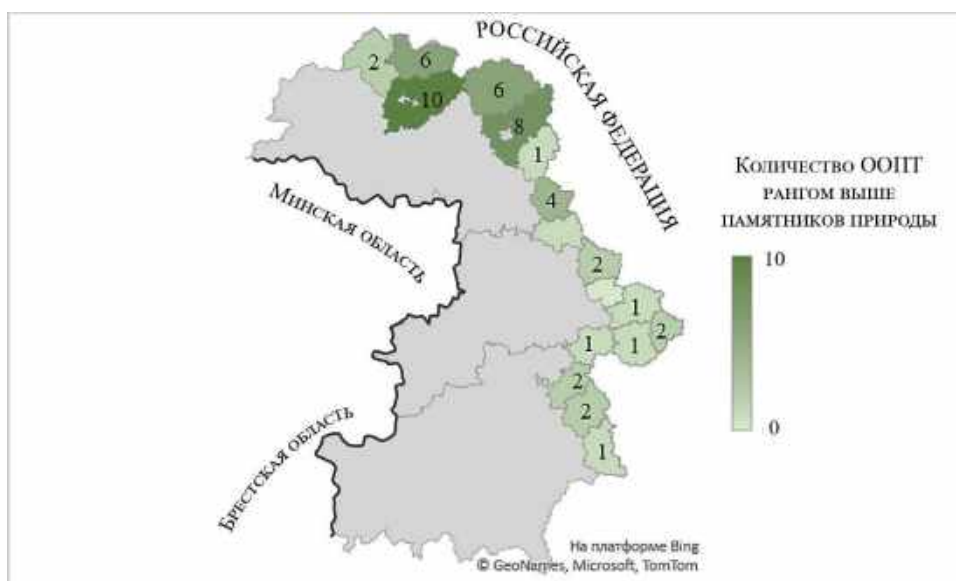 РОССИЙСКАЯ ФЕДЕРАЦИЯ
2
6
10
6
8
1
4
2
1
2
1
1
2
2
1
МИНСКАЯ ОБЛАСТЬ
БРЕСТСКАЯ ОБЛАСТЬ
КОЛИЧЕСТВО ООПТ
РАНГОМ ВЫШЕ
ПАМЯТНИКОВ ПРИРОДЫ
10
0
На платформе Bing
© GeoNames, Microsoft, TomTom